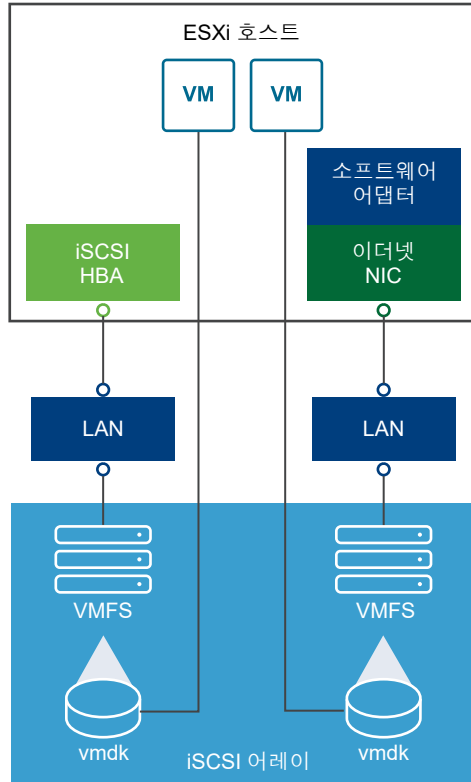 ESXi 호스트
VM
VM
소프트웨어
어댑터
iSCSI
HBA
이더넷
NIC
LAN
LAN
VMFS
VMFS
vmdk
iSCSI 어레이
vmdk